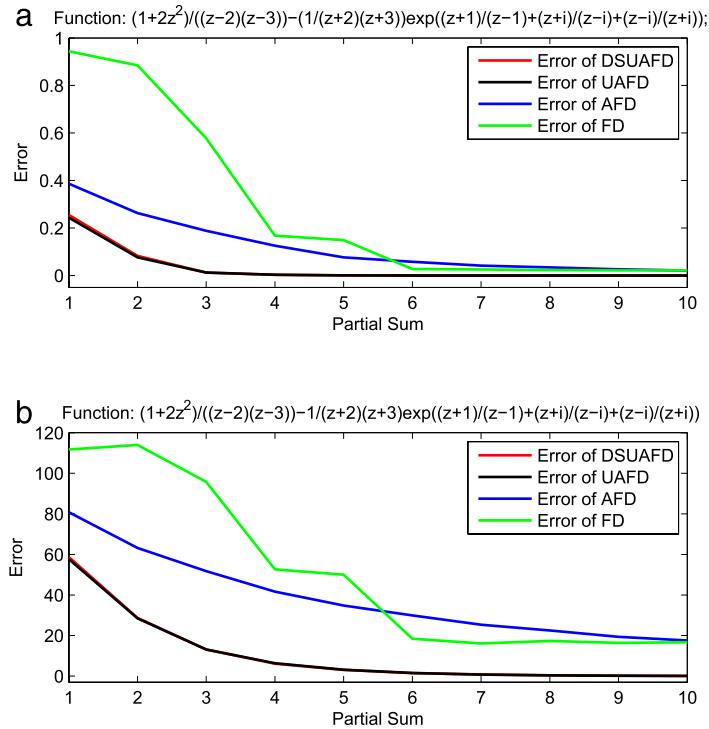 a
Function: (1+2z²)/((z−2)(z−3))−(1/(z+2)(z+3))exp((z+1)/(z−1)+(z+i)/(z−i)+(z−i)/(z+i));
1
0.8
0.6
0.4
0.2
0
Error
Error of DSUAFD
Error of UAFD
Error of AFD
Error of FD
1 2 3 4 5 6 7 8 9 10
Partial Sum
b
Function: (1+2z²)/((z−2)(z−3))−1/(z+2)(z+3)exp((z+1)/(z−1)+(z+i)/(z−i)+(z−i)/(z+i))
120
100
80
60
40
20
0
Error
Error of DSUAFD
Error of UAFD
Error of AFD
Error of FD
1 2 3 4 5 6 7 8 9 10
Partial Sum